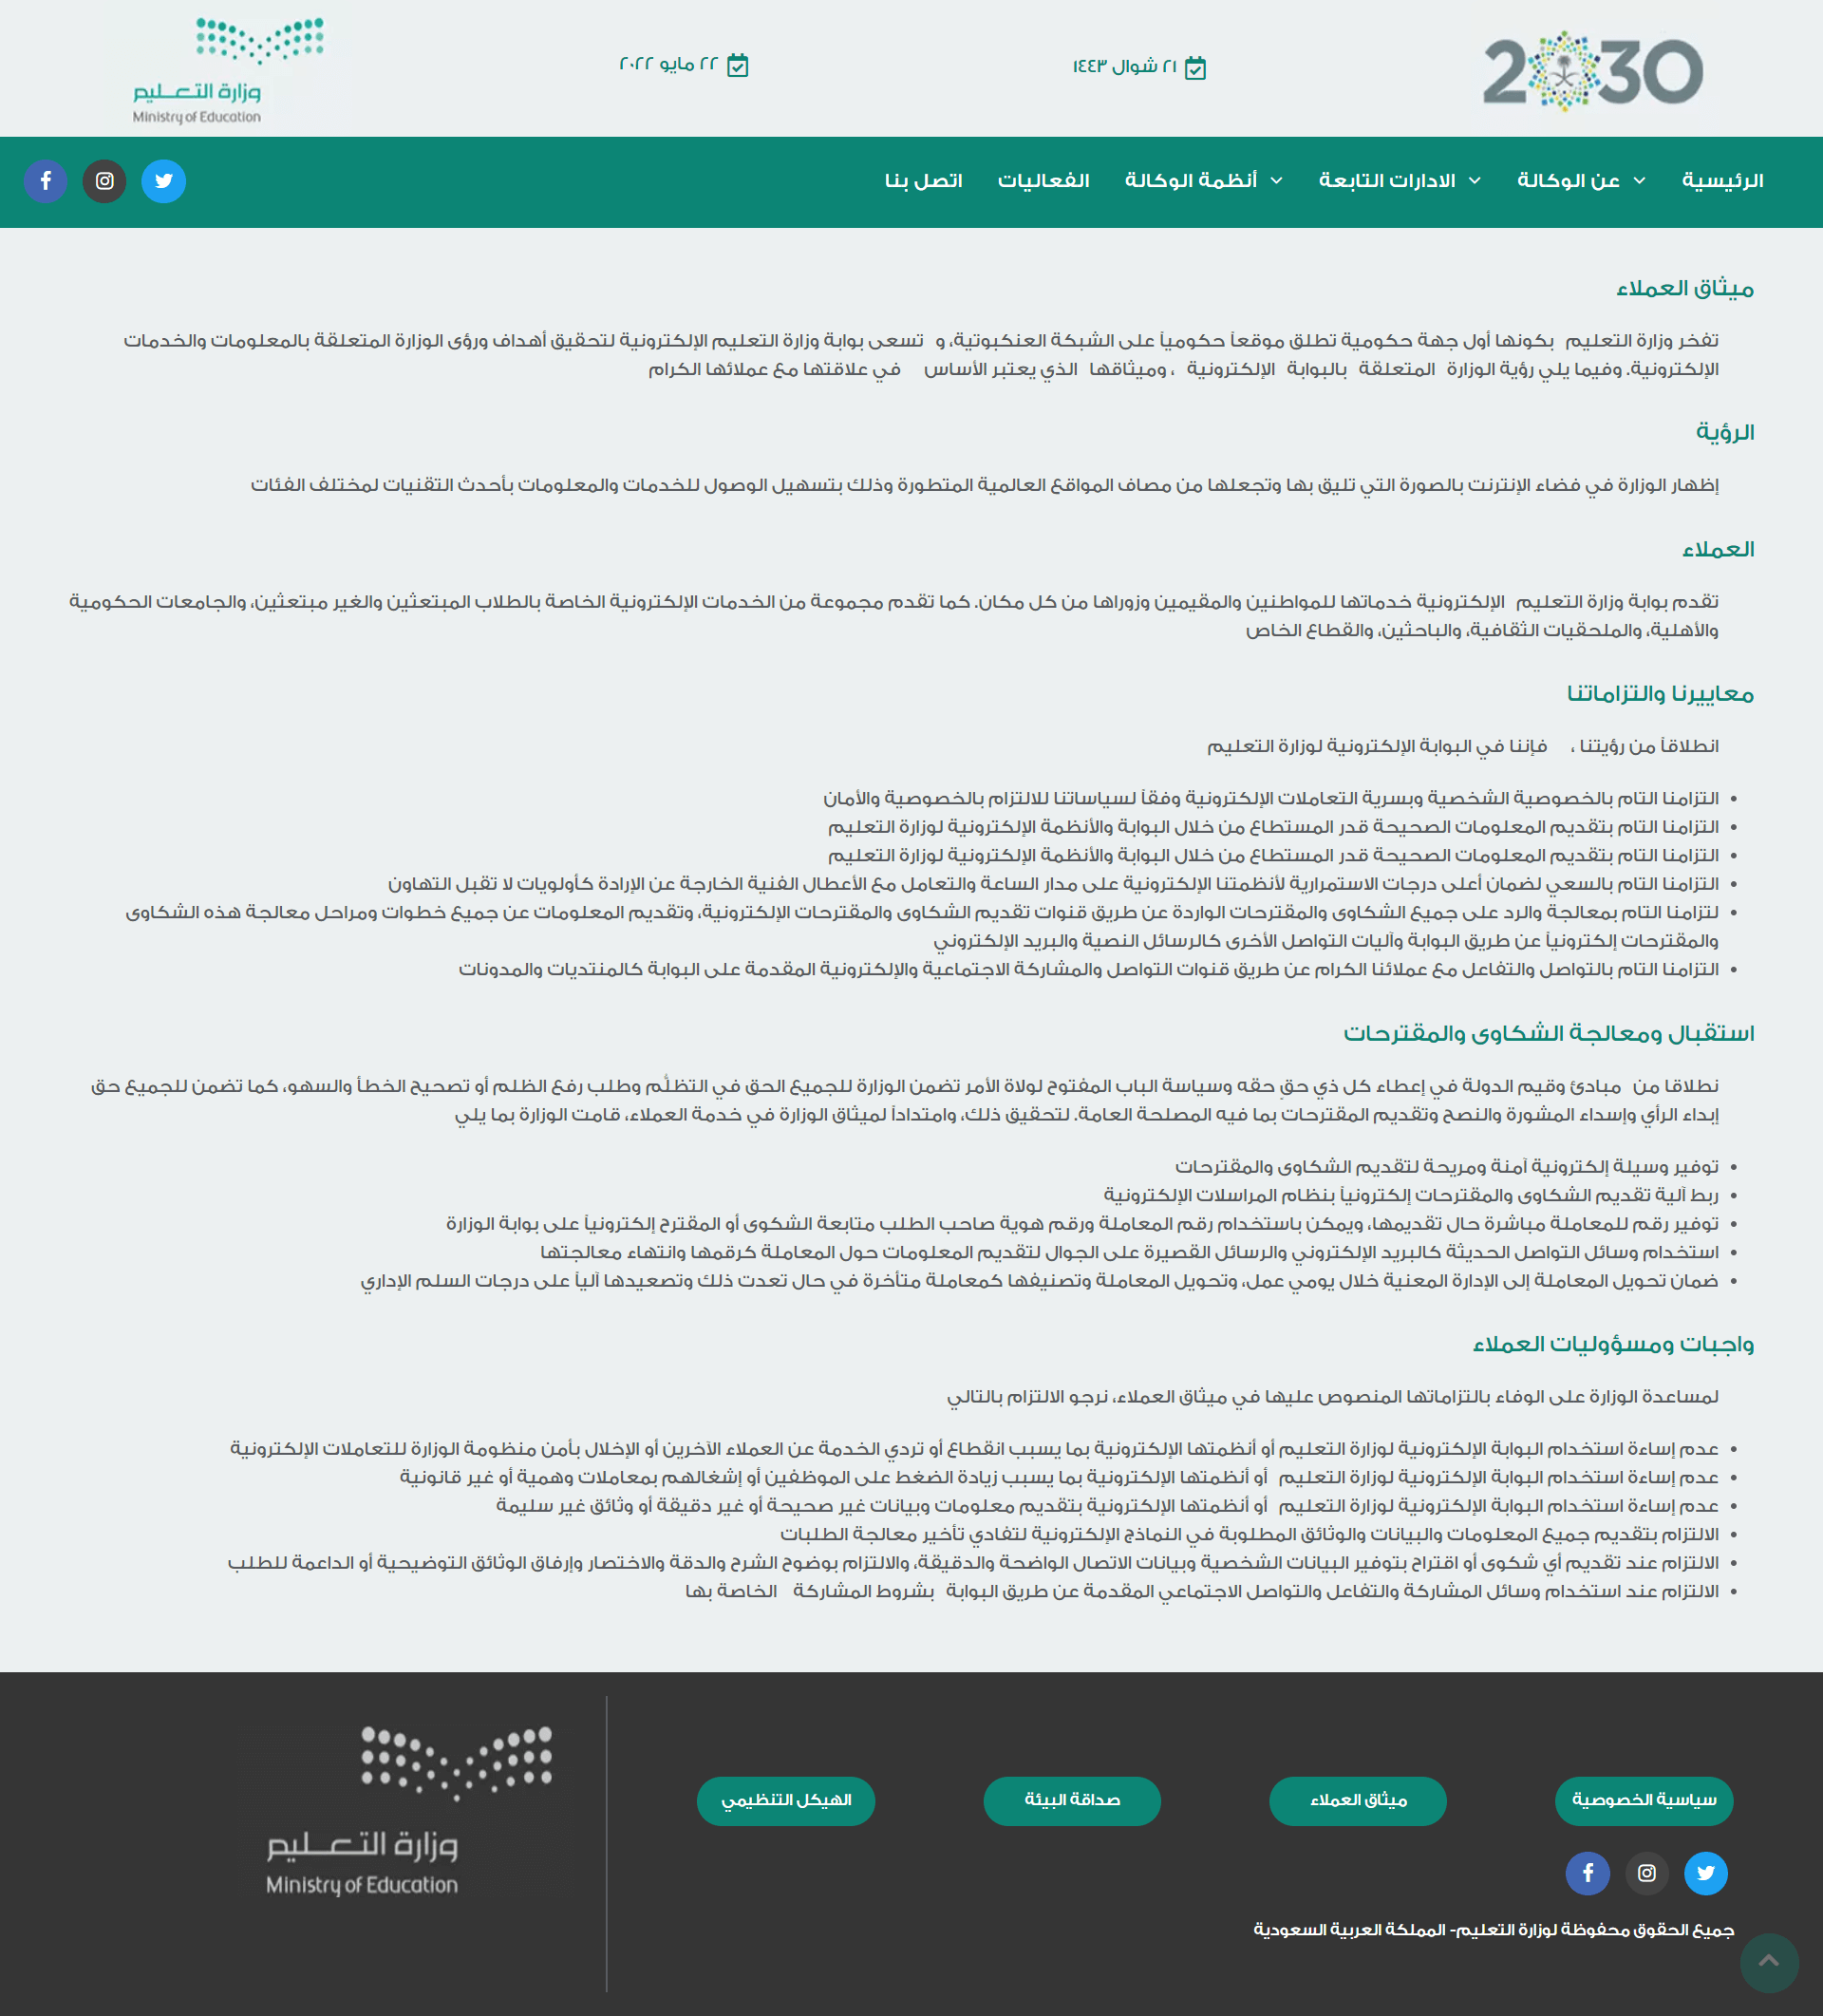 2030
٢١ شوال ١٤٤٣
٢٢ مايو ٢٠٢٢
وزارة التعليم
Ministry of Education
الرئيسية
عن الوكالة
الادارات التابعة
أنظمة الوكالة
الفعاليات
اتصل بنا
ميثاق العملاء
تفخر وزارة التعليم بكونها أول جهة حكومية تطلق موقعاً حكومياً على الشبكة العنكبوتية، و تسعى بوابة وزارة التعليم الإلكترونية لتحقيق أهداف ورؤى الوزارة المتعلقة بالمعلومات والخدمات
الإلكترونية. وفيما يلي رؤية الوزارة المتعلقة بالبوابة الإلكترونية ، وميثاقها الذي يعتبر الأساس في علاقتها مع عملائها الكرام
الرؤية
إظهار الوزارة في فضاء الإنترنت بالصورة التي تليق بها وتجعلها من مصاف المواقع العالمية المتطورة وذلك بتسهيل الوصول للخدمات والمعلومات بأحدث التقنيات لمختلف الفئات
العملاء
تقدم بوابة وزارة التعليم الإلكترونية خدماتها للمواطنين والمقيمين وزوراها من كل مكان. كما تقدم مجموعة من الخدمات الإلكترونية الخاصة بالطلاب المبتعثين والغير مبتعثين، والجامعات الحكومية
والأهلية، والملحقيات الثقافية، والباحثين، والقطاع الخاص
معاييرنا والتزاماتنا
انطلاقاً من رؤيتنا ، فإننا في البوابة الإلكترونية لوزارة التعليم
• التزامنا التام بالخصوصية الشخصية وبسرية التعاملات الإلكترونية وفقاً لسياساتنا للالتزام بالخصوصية والأمان
• التزامنا التام بتقديم المعلومات الصحيحة قدر المستطاع من خلال البوابة والأنظمة الإلكترونية لوزارة التعليم
• التزامنا التام بتقديم المعلومات الصحيحة قدر المستطاع من خلال البوابة والأنظمة الإلكترونية لوزارة التعليم
• التزامنا التام بالسعي لضمان أعلى درجات الاستمرارية لأنظمتنا الإلكترونية على مدار الساعة والتعامل مع الأعطال الفنية الخارجة عن الإرادة كأولويات لا تقبل التهاون
• لتزامنا التام بمعالجة والرد على جميع الشكاوى والمقترحات الواردة عن طريق قنوات تقديم الشكاوى والمقترحات الإلكترونية، وتقديم المعلومات عن جميع خطوات ومراحل معالجة هذه الشكاوى
والمقترحات إلكترونياً عن طريق البوابة وآليات التواصل الأخرى كالرسائل النصية والبريد الإلكتروني
• التزامنا التام بالتواصل والتفاعل مع عملائنا الكرام عن طريق قنوات التواصل والمشاركة الاجتماعية والإلكترونية المقدمة على البوابة كالمنتديات والمدونات
استقبال ومعالجة الشكاوى والمقترحات
نطلاقا من مبادئ وقيم الدولة في إعطاء كل ذي حقٍ حقه وسياسة الباب المفتوح لولاة الأمر تضمن الوزارة للجميع الحق في التظلُّم وطلب رفع الظلم أو تصحيح الخطأ والسهو، كما تضمن للجميع حق
إبداء الرأي وإسداء المشورة والنصح وتقديم المقترحات بما فيه المصلحة العامة. لتحقيق ذلك، وامتداداً لميثاق الوزارة في خدمة العملاء، قامت الوزارة بما يلي
• توفير وسيلة إلكترونية آمنة ومريحة لتقديم الشكاوى والمقترحات
• ربط آلية تقديم الشكاوى والمقترحات إلكترونياً بنظام المراسلات الإلكترونية
• توفير رقم للمعاملة مباشرة حال تقديمها، ويمكن باستخدام رقم المعاملة ورقم هوية صاحب الطلب متابعة الشكوى أو المقترح إلكترونياً على بوابة الوزارة
• استخدام وسائل التواصل الحديثة كالبريد الإلكتروني والرسائل القصيرة على الجوال لتقديم المعلومات حول المعاملة كرقمها وانتهاء معالجتها
• ضمان تحويل المعاملة إلى الإدارة المعنية خلال يومي عمل، وتحويل المعاملة وتصنيفها كمعاملة متأخرة في حال تعدت ذلك وتصعيدها آلياً على درجات السلم الإداري
واجبات ومسؤوليات العملاء
لمساعدة الوزارة على الوفاء بالتزاماتها المنصوص عليها في ميثاق العملاء، نرجو الالتزام بالتالي
• عدم إساءة استخدام البوابة الإلكترونية لوزارة التعليم أو أنظمتها الإلكترونية بما يسبب انقطاع أو تردي الخدمة عن العملاء الآخرين أو الإخلال بأمن منظومة الوزارة للتعاملات الإلكترونية
• عدم إساءة استخدام البوابة الإلكترونية لوزارة التعليم أو أنظمتها الإلكترونية بما يسبب زيادة الضغط على الموظفين أو إشغالهم بمعاملات وهمية أو غير قانونية
• عدم إساءة استخدام البوابة الإلكترونية لوزارة التعليم أو أنظمتها الإلكترونية بتقديم معلومات وبيانات غير صحيحة أو غير دقيقة أو وثائق غير سليمة
• الالتزام بتقديم جميع المعلومات والبيانات والوثائق المطلوبة في النماذج الإلكترونية لتفادي تأخير معالجة الطلبات
• الالتزام عند تقديم أي شكوى أو اقتراح بتوفير البيانات الشخصية وبيانات الاتصال الواضحة والدقيقة، والالتزام بوضوح الشرح والدقة والاختصار وإرفاق الوثائق التوضيحية أو الداعمة للطلب
• الالتزام عند استخدام وسائل المشاركة والتفاعل والتواصل الاجتماعي المقدمة عن طريق البوابة بشروط المشاركة الخاصة بها
سياسية الخصوصية
ميثاق العملاء
صداقة البيئة
الهيكل التنظيمي
جميع الحقوق محفوظة لوزارة التعليم- المملكة العربية السعودية
وزارة التعليم
Ministry of Education